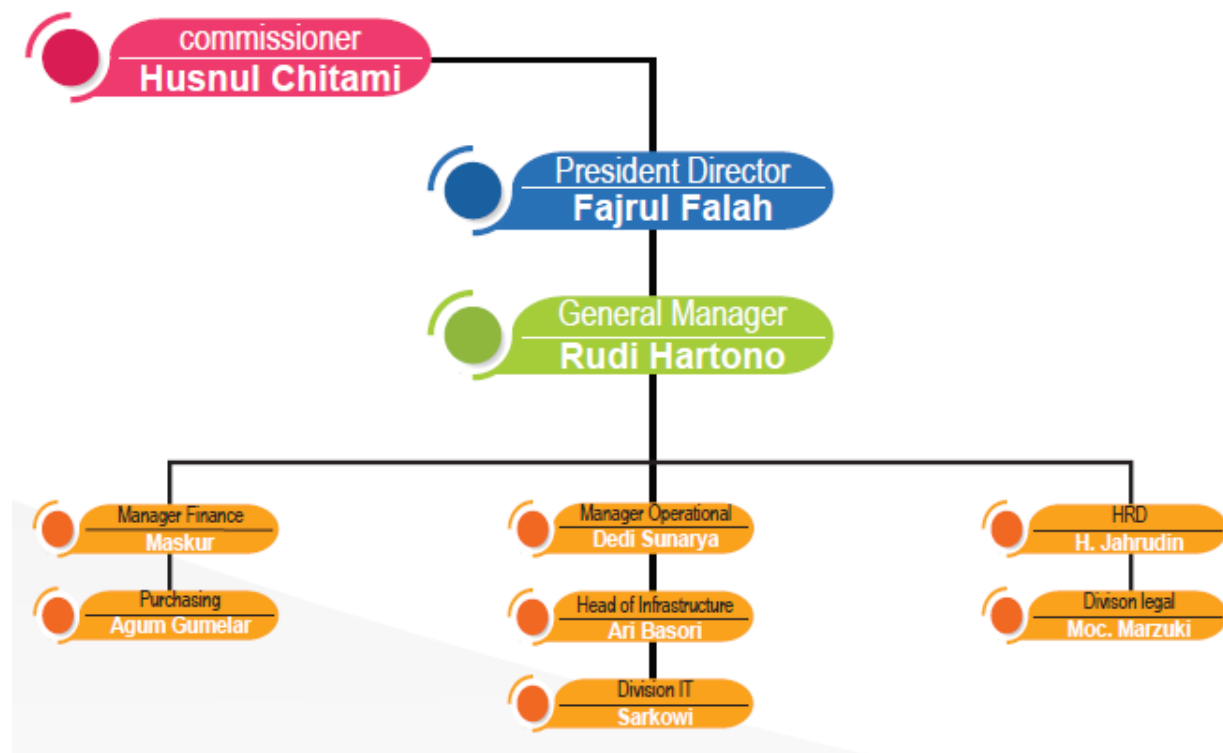 commissioner
Husnul Chitami
President Director
Fajrul Falah
General Manager
Rudi Hartono
Manager Finance
Maskur
Purchasing
Agum Gumelar
Manager Operational
Dedi Sunarya
Head of Infrastructure
Ari Basori
Division IT
Sarkowi
HRD
H. Jahrudin
Divison legal
Moc. Marzuki